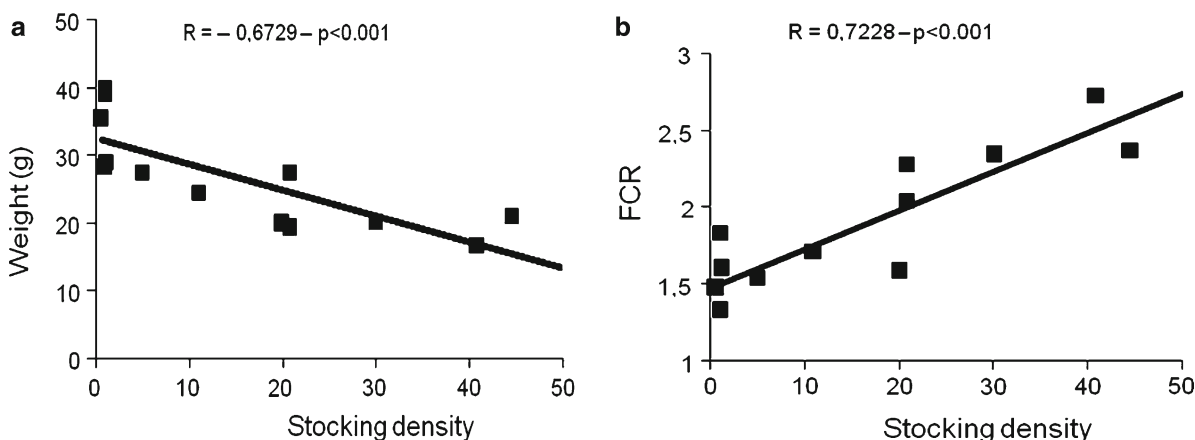 a
R = – 0,6729 – p<0.001
50
40
30
20
10
0
Weight (g)
0 10 20 30 40 50
Stocking density
b
R = 0,7228 – p<0.001
3
2,5
2
1,5
1
FCR
0 10 20 30 40 50
Stocking density